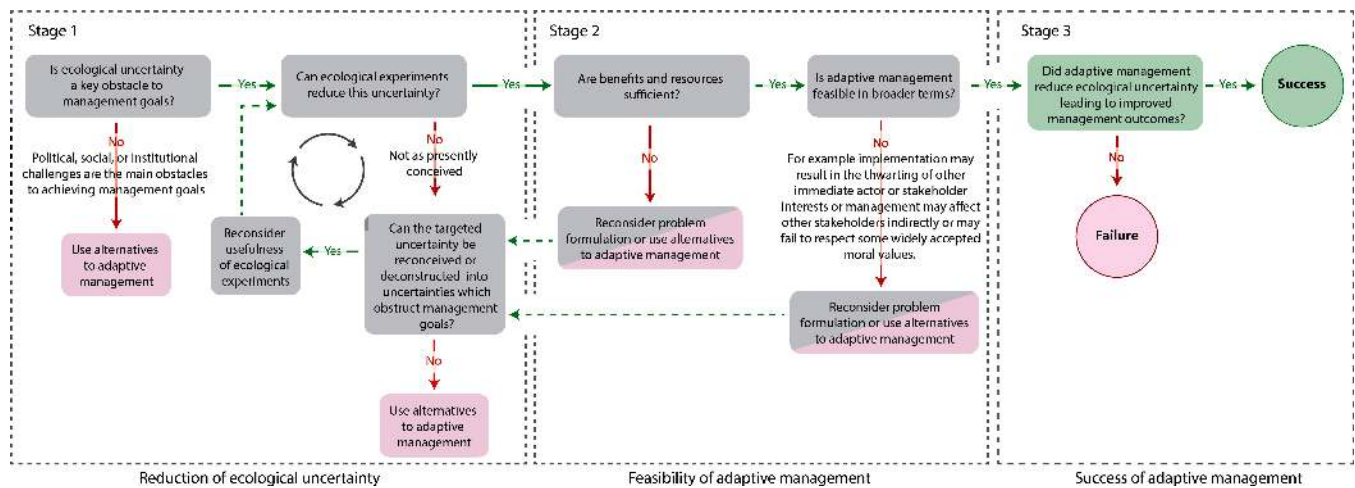 Stage 1
Is ecological uncertainty
a key obstacle to
management goals?
Yes
Can ecological experiments
reduce this uncertainty?
Yes
No
Political, social, or institutional
challenges are the main obstacles
to achieving management goals
Use alternatives
to adaptive
management
No
Not as presently
conceived
Reconsider
usefulness
of ecological
experiments
Yes
Can the targeted
uncertainty be
reconceived or
deconstructed into
uncertainties which
obstruct management
goals?
No
Use alternatives
to adaptive
management
Reduction of ecological uncertainty
Stage 2
Are benefits and resources
sufficient?
Yes
Is adaptive management
feasible in broader terms?
Yes
No
Reconsider problem
formulation or use alternatives
to adaptive management
No
For example implementation may
result in the thwarting of other
immediate actor or stakeholder
interests or management may affect
other stakeholders indirectly or may
fail to respect some widely accepted
moral values.
Reconsider problem
formulation or use alternatives
to adaptive management
Feasibility of adaptive management
Stage 3
Did adaptive management
reduce ecological uncertainty
leading to improved
management outcomes?
Yes
Success
No
Failure
Success of adaptive management